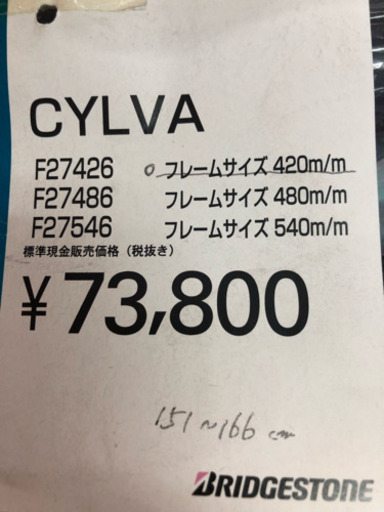 CYLVA
F27426 ○ フレームサイズ 420m/m
F27486 フレームサイズ 480m/m
F27546 フレームサイズ 540m/m
標準現金販売価格（税抜き）
¥73,800
151~166cm
BRIDGESTONE